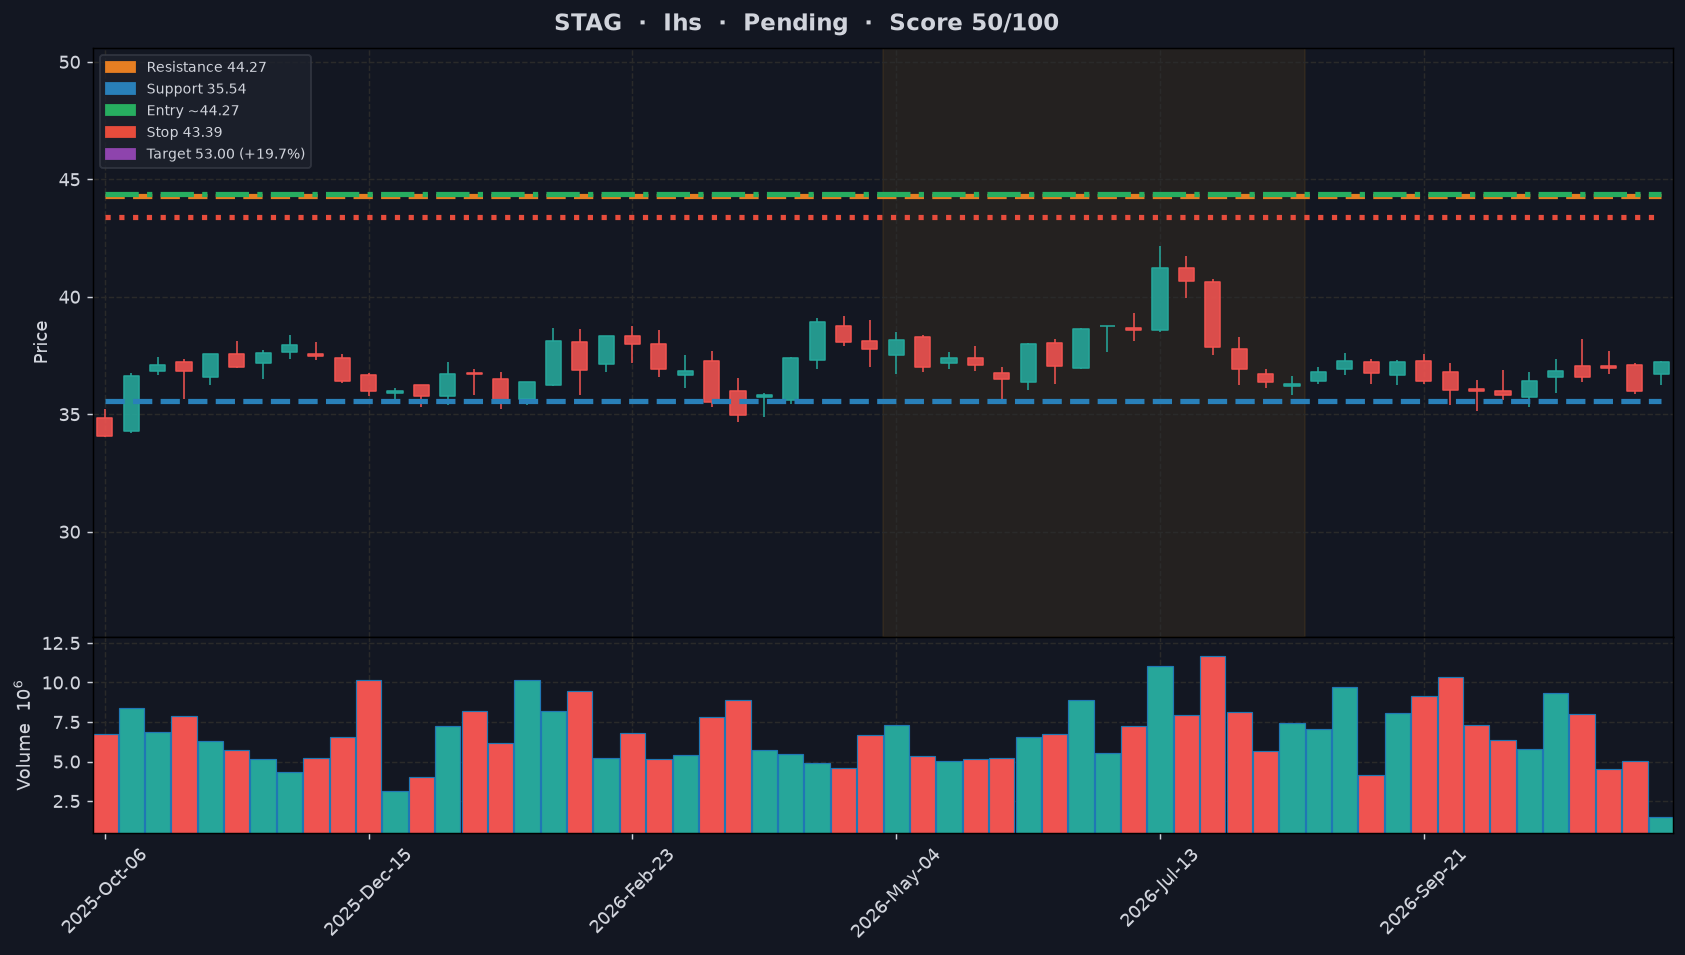 STAG · Ihs · Pending · Score 50/100
Resistance 44.27
Support 35.54
Entry ~44.27
Stop 43.39
Target 53.00 (+19.7%)
50
45
40
35
30
Price
12.5
10.0
7.5
5.0
2.5
Volume 10⁶
2025-Oct-06
2025-Dec-15
2026-Feb-23
2026-May-04
2026-Jul-13
2026-Sep-21